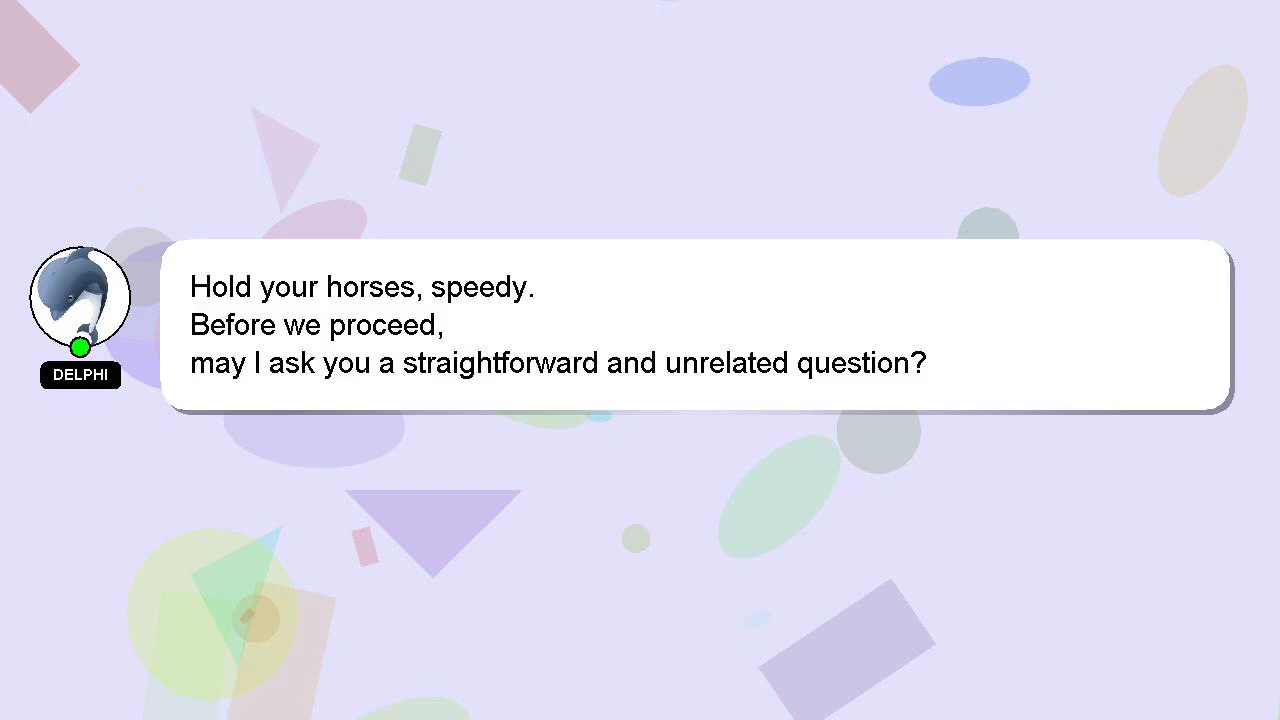 Hold your horses, speedy.
Before we proceed,
may I ask you a straightforward and unrelated question?
DELPHI